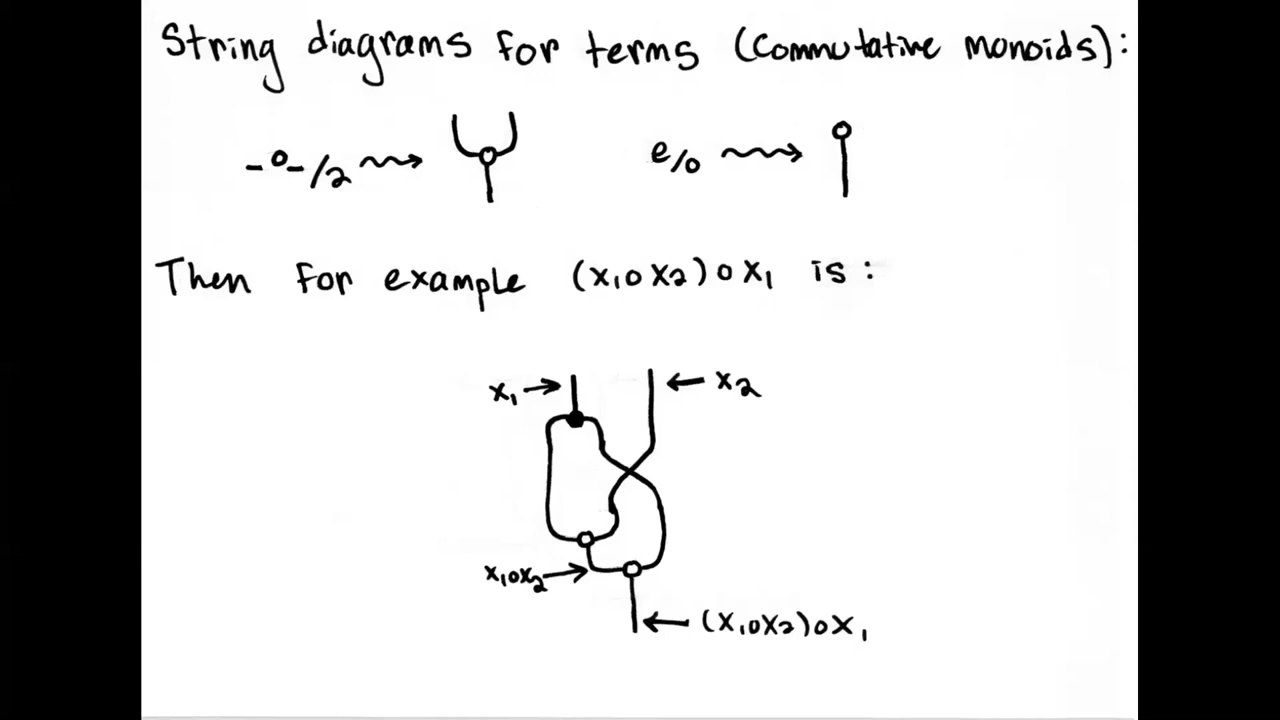 String diagrams for terms (commutative monoids):
-o-/2 ⇝ e/o ⇝
Then for example (x₁ o x₂) o x₁ is:
x₁ → ← x₂
x₁ o x₂ →
← (x₁ o x₂) o x₁